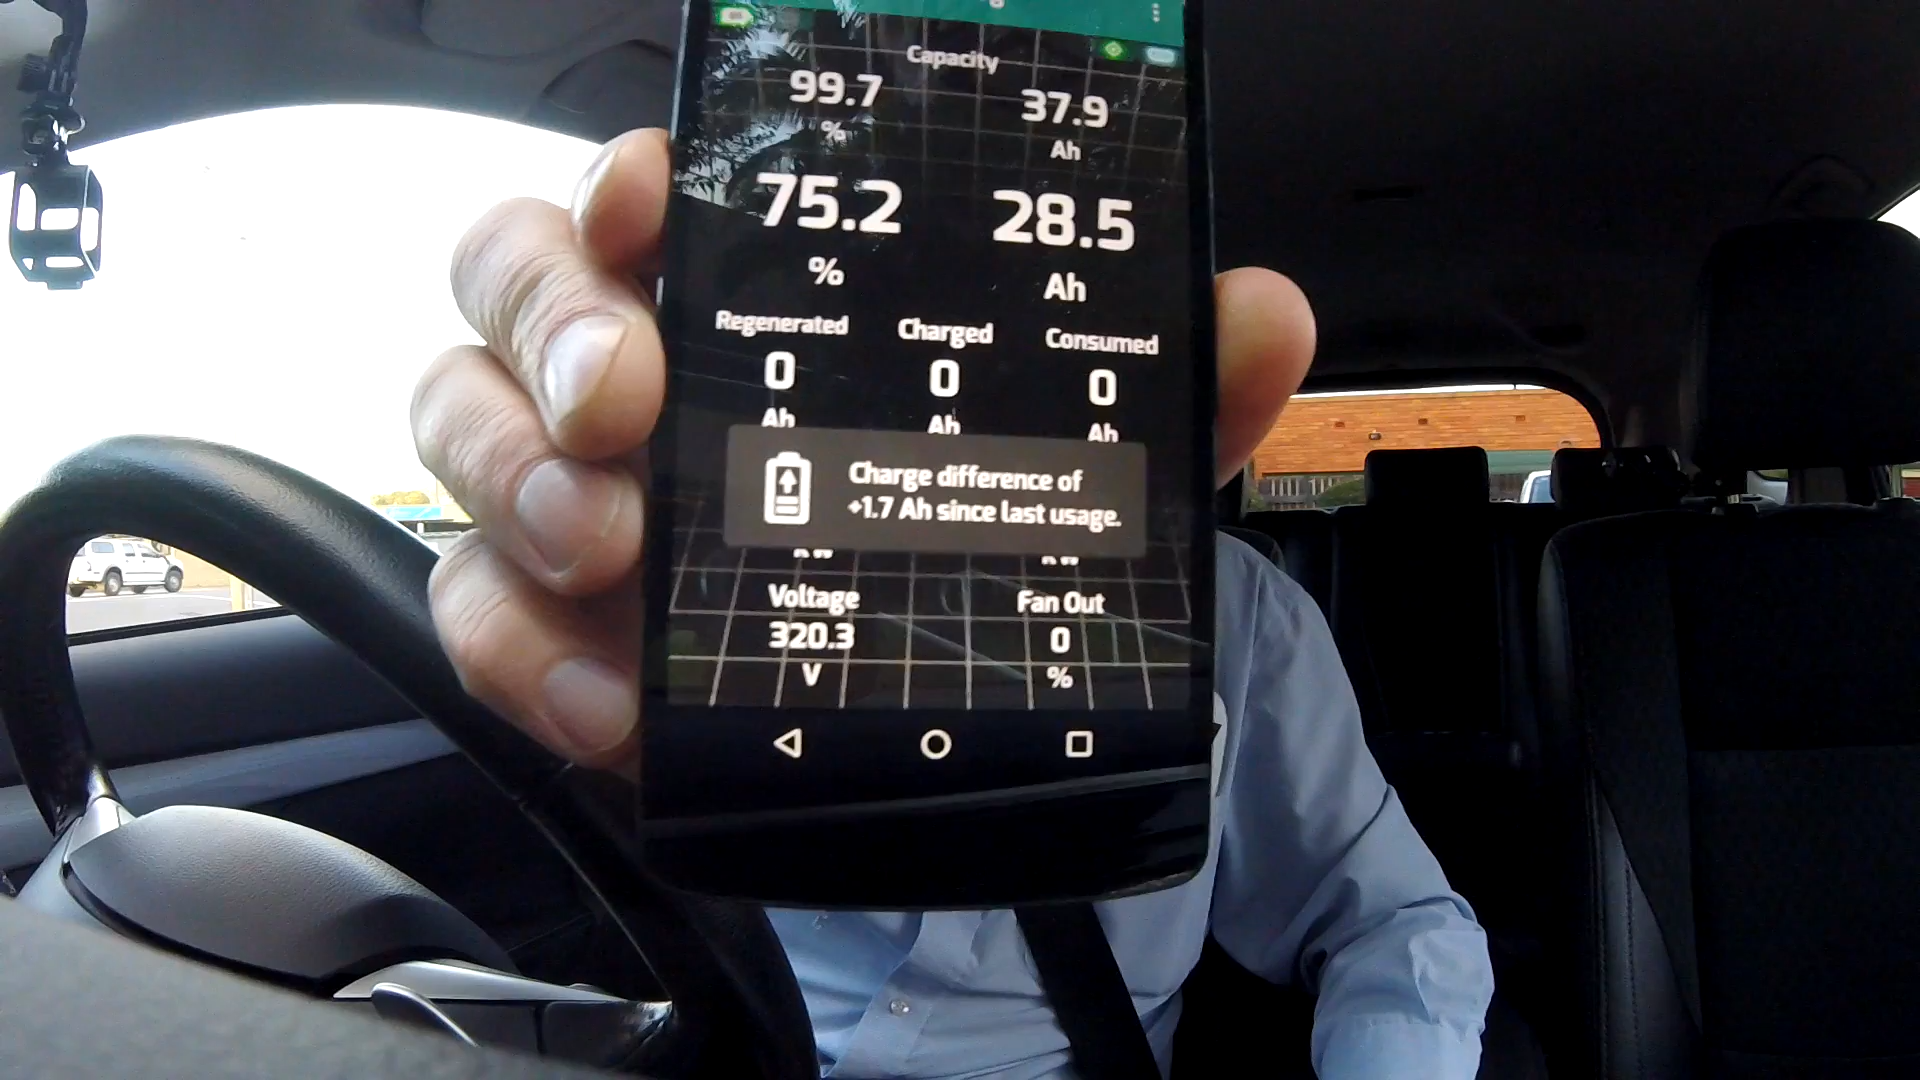 Capacity
99.7 37.9
% Ah
75.2 28.5
% Ah
Regenerated Charged Consumed
0 0 0
Ah Ah Ah
Charge difference of
+1.7 Ah since last usage.
Voltage Fan Out
320.3 0
V %